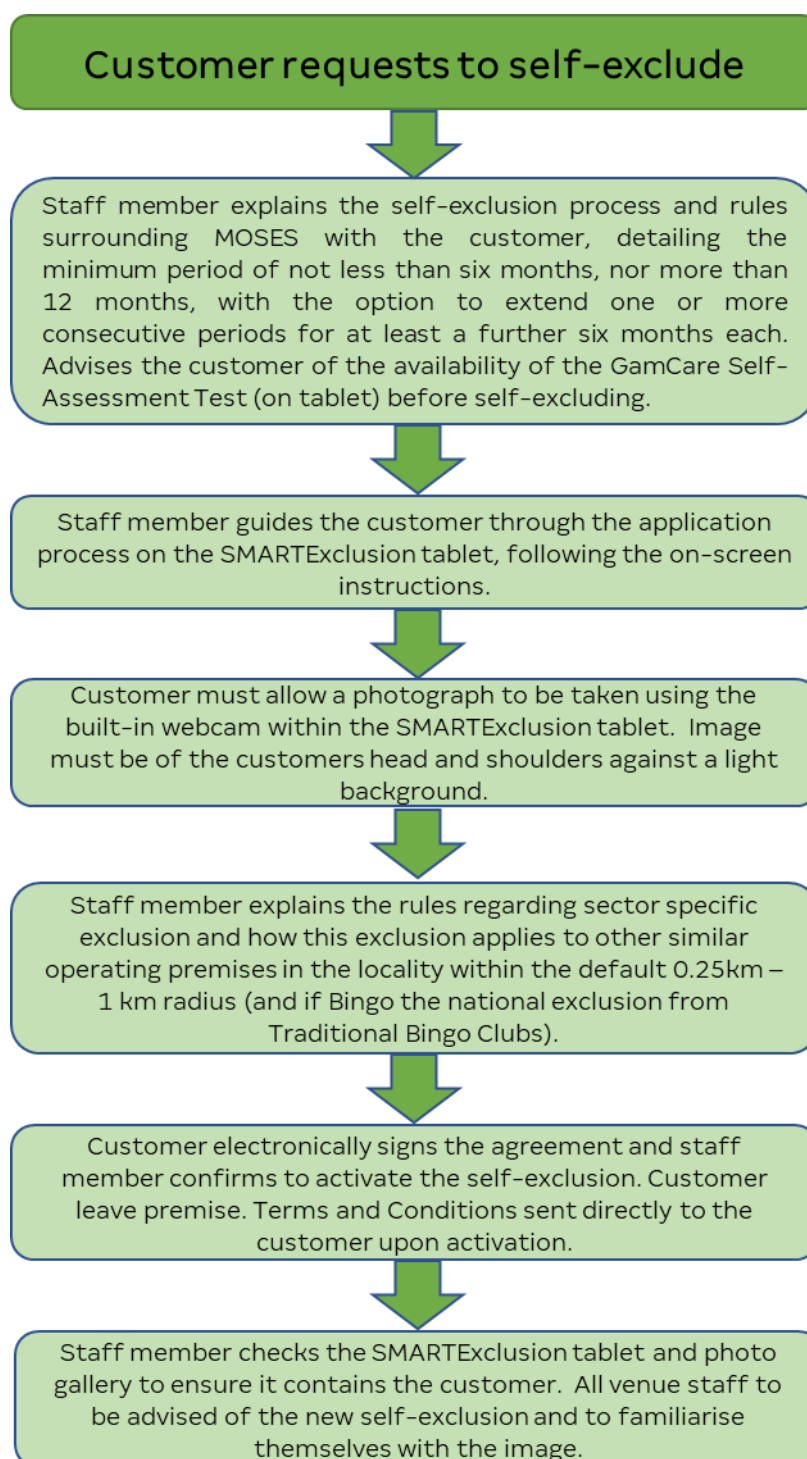 Customer requests to self-exclude
Staff member explains the self-exclusion process and rules
surrounding MOSES with the customer, detailing the
minimum period of not less than six months, nor more than
12 months, with the option to extend one or more
consecutive periods for at least a further six months each.
Advises the customer of the availability of the GamCare Self-
Assessment Test (on tablet) before self-excluding.
Staff member guides the customer through the application
process on the SMARTExclusion tablet, following the on-screen
instructions.
Customer must allow a photograph to be taken using the
built-in webcam within the SMARTExclusion tablet. Image
must be of the customers head and shoulders against a light
background.
Staff member explains the rules regarding sector specific
exclusion and how this exclusion applies to other similar
operating premises in the locality within the default 0.25km –
1 km radius (and if Bingo the national exclusion from
Traditional Bingo Clubs).
Customer electronically signs the agreement and staff
member confirms to activate the self-exclusion. Customer
leave premise. Terms and Conditions sent directly to the
customer upon activation.
Staff member checks the SMARTExclusion tablet and photo
gallery to ensure it contains the customer. All venue staff to
be advised of the new self-exclusion and to familiarise
themselves with the image.